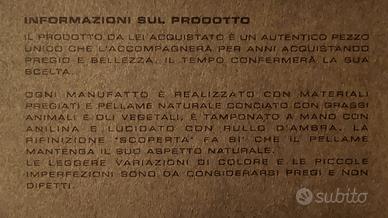 INFORMAZIONI SUL PRODOTTO
IL PRODOTTO DA LEI ACQUISTATO È UN AUTENTICO PEZZO
UNICO CHE L'ACCOMPAGNERÀ PER ANNI ACQUISTANDO
PREGIO E BELLEZZA. IL TEMPO CONFERMERÀ LA SUA
SCELTA.
OGNI MANUFATTO È REALIZZATO CON MATERIALI
PREGIATI E PELLAME NATURALE CONCIATO CON GRASSI
ANIMALI E OLI VEGETALI, È TAMPONATO A MANO CON
ANILINA E LUCIDATO CON RULLO D'AMBRA. LA
RIFINIZIONE "SCOPERTA" FA SI' CHE IL PELLAME
MANTENGA IL SUO ASPETTO NATURALE.
LE LEGGERE VARIAZIONI DI COLORE E LE PICCOLE
IMPERFEZIONI SONO DA CONSIDERARSI PREGI E NON
DIFETTI.
subito